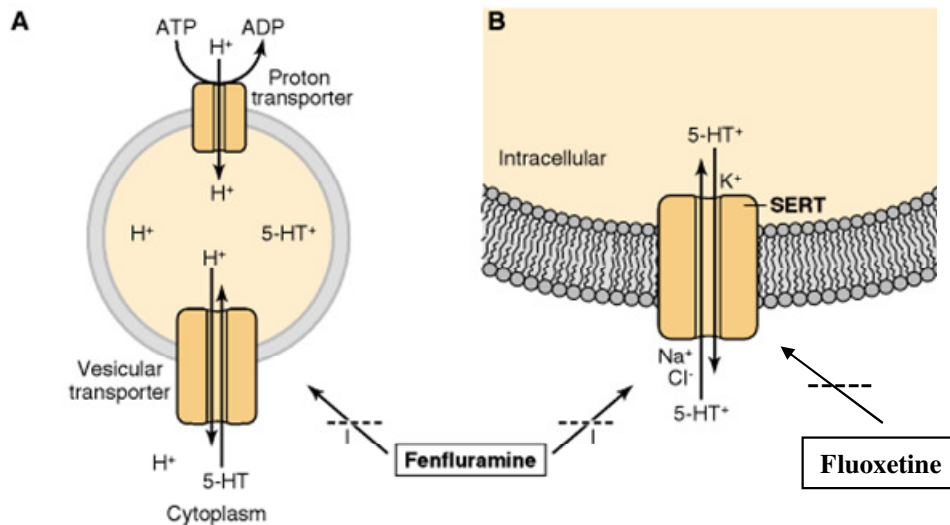 A
ATP
ADP
H⁺
Proton
transporter
H⁺
H⁺
5-HT⁺
H⁺
Vesicular
transporter
H⁺
5-HT
Cytoplasm
B
5-HT⁺
Intracellular
K⁺
SERT
Na⁺
Cl⁻
5-HT⁺
I
I
Fenfluramine
Fluoxetine